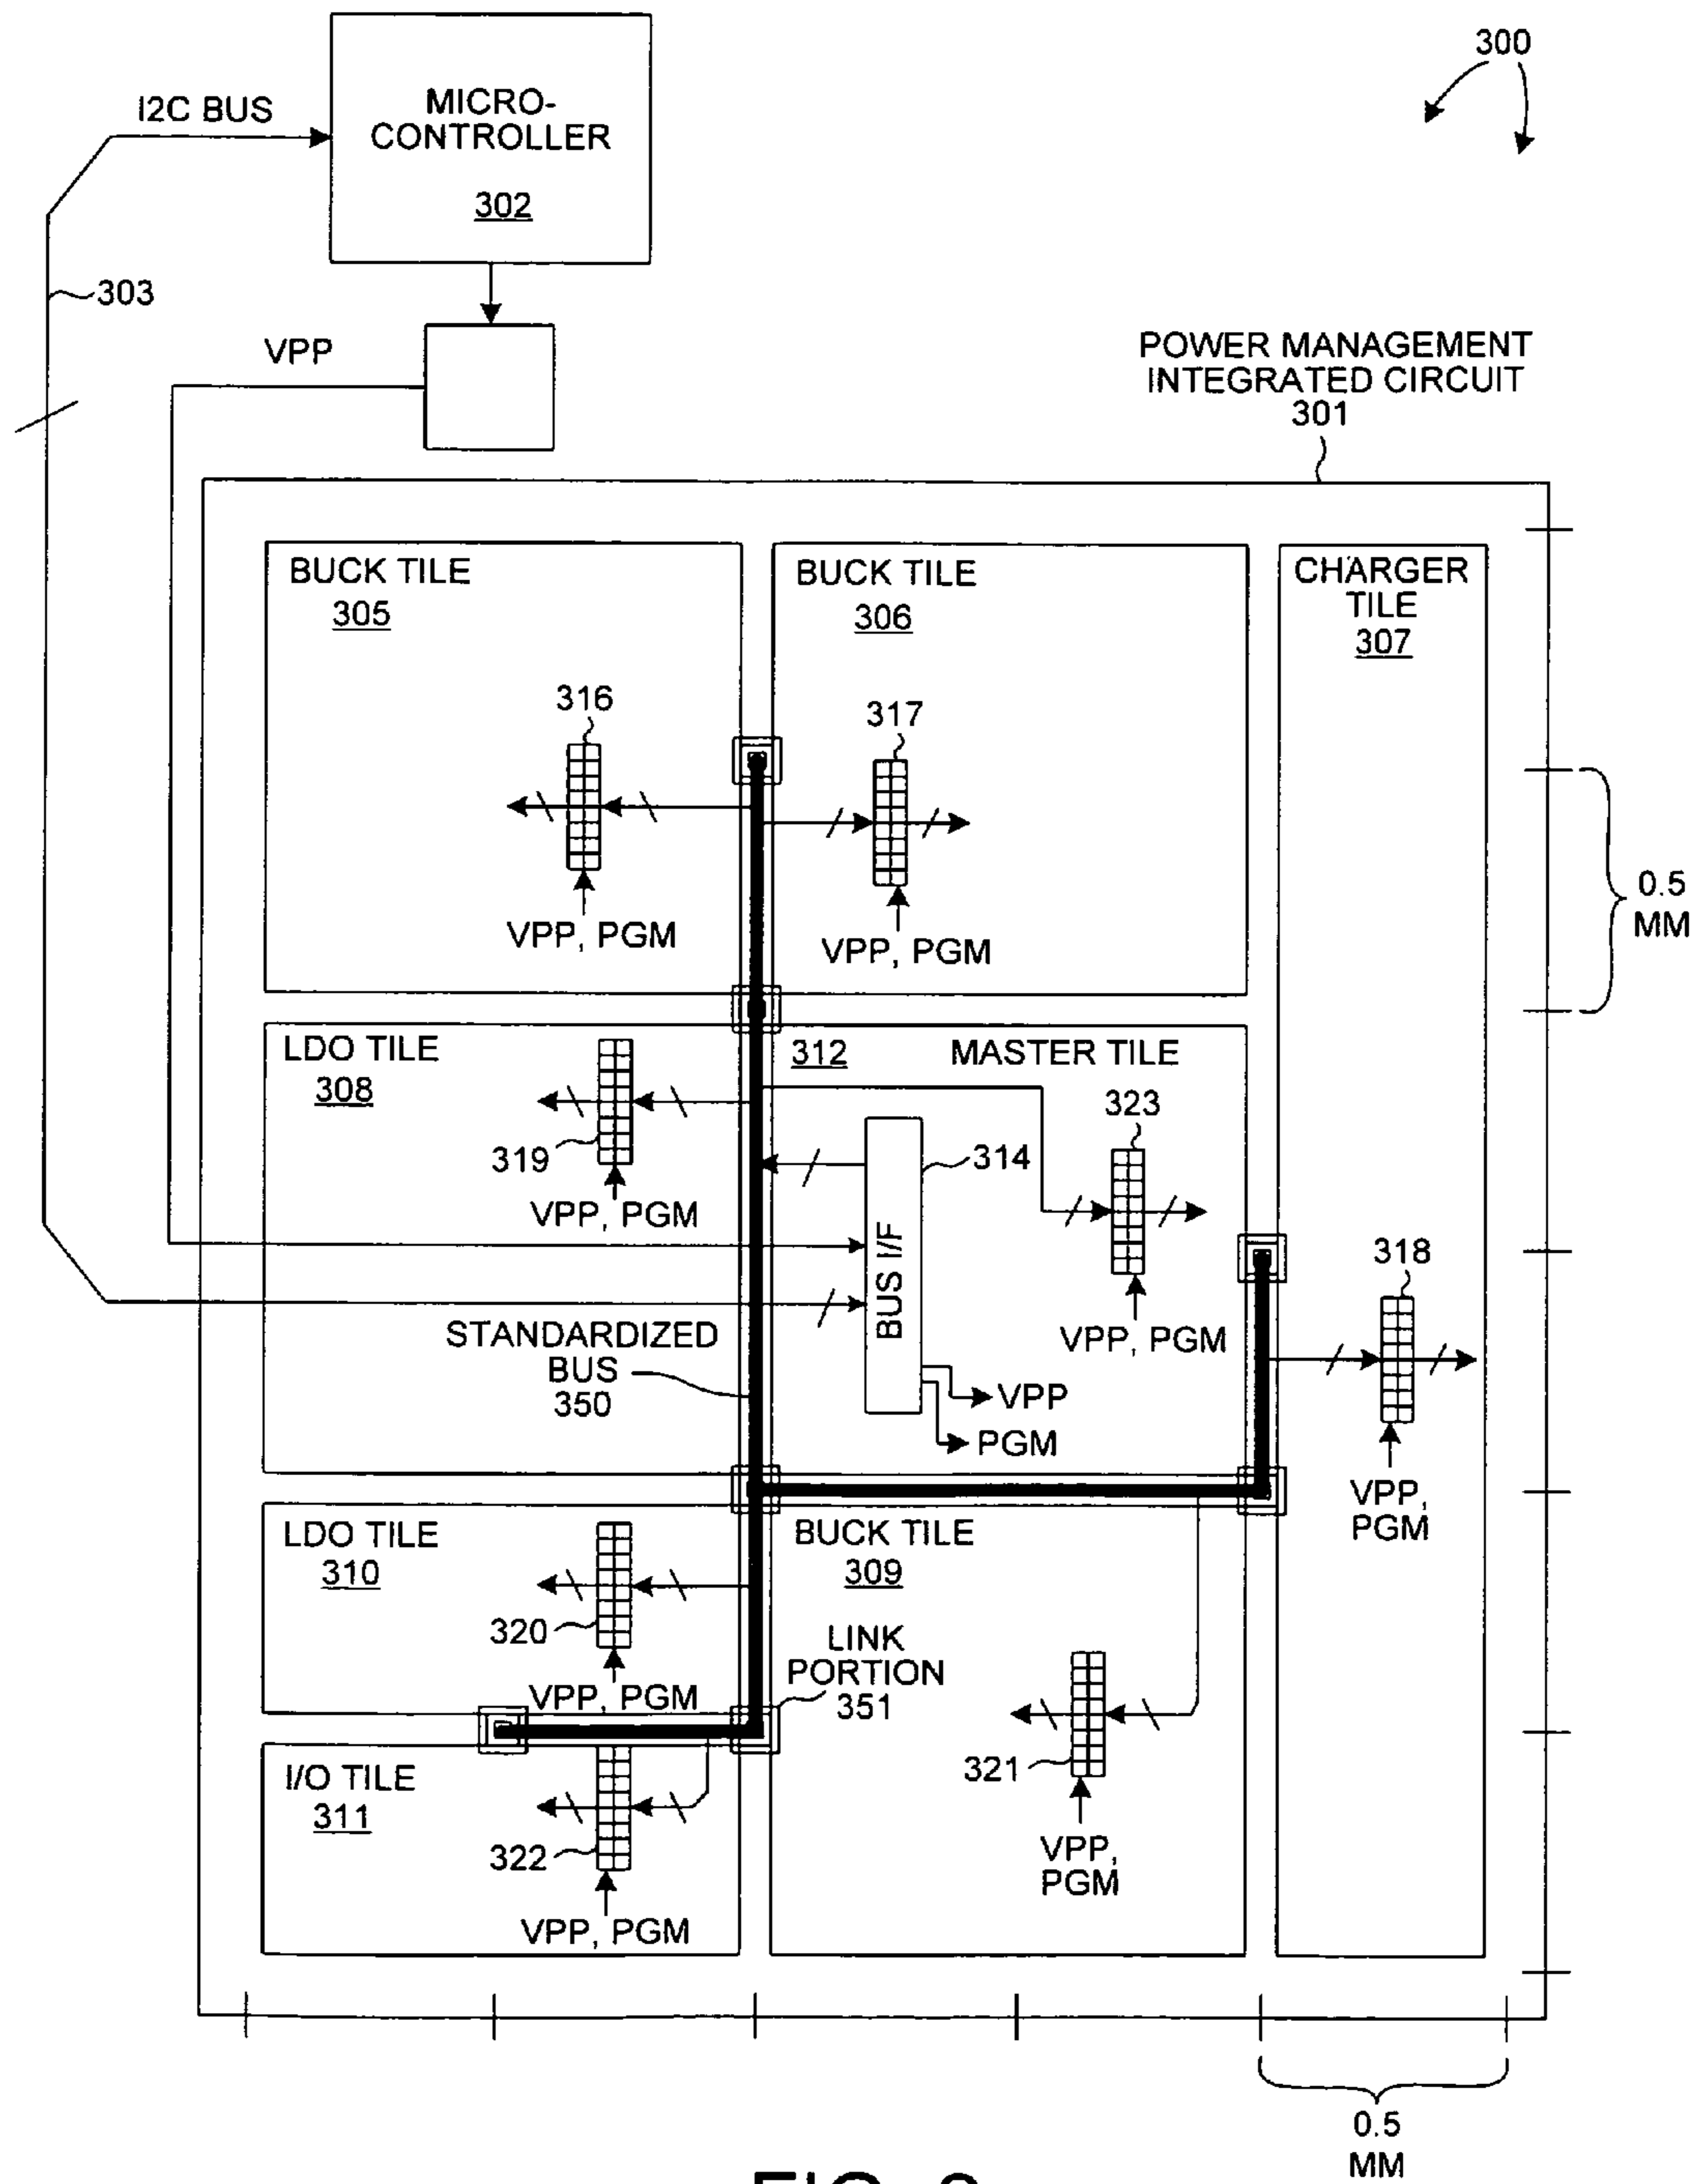 300
I2C BUS
MICRO-
CONTROLLER
302
303
VPP
POWER MANAGEMENT
INTEGRATED CIRCUIT
301
BUCK TILE
305
BUCK TILE
306
CHARGER
TILE
307
316
317
VPP, PGM
VPP, PGM
0.5
MM
LDO TILE
308
312
MASTER TILE
323
319
314
VPP, PGM
BUS I/F
318
STANDARDIZED
BUS
350
VPP, PGM
VPP
PGM
VPP,
PGM
LDO TILE
310
BUCK TILE
309
320
LINK
PORTION
351
VPP, PGM
321
I/O TILE
311
322
VPP,
PGM
VPP, PGM
0.5
MM